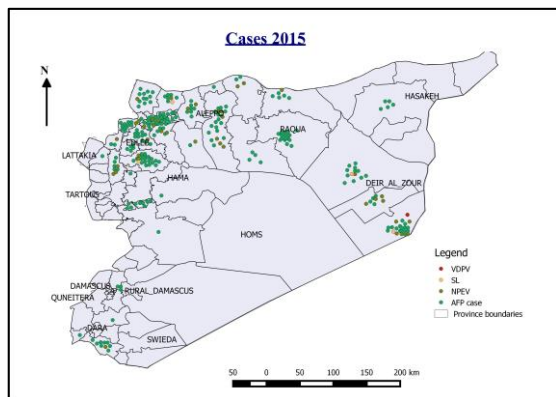 Cases 2015
N
HASAKEH
ALEPPO
RAQUA
IDLEB
LATTAKIA
HAMA
DEIR_AL_ZOUR
TARTOUS
HOMS
Legend
VDPV
SL
NPEV
AFP case
Province boundaries
DAMASCUS
RURAL_DAMASCUS
QUNEITERA
DARA
SWIEDA
50 0 50 100 150 200 km